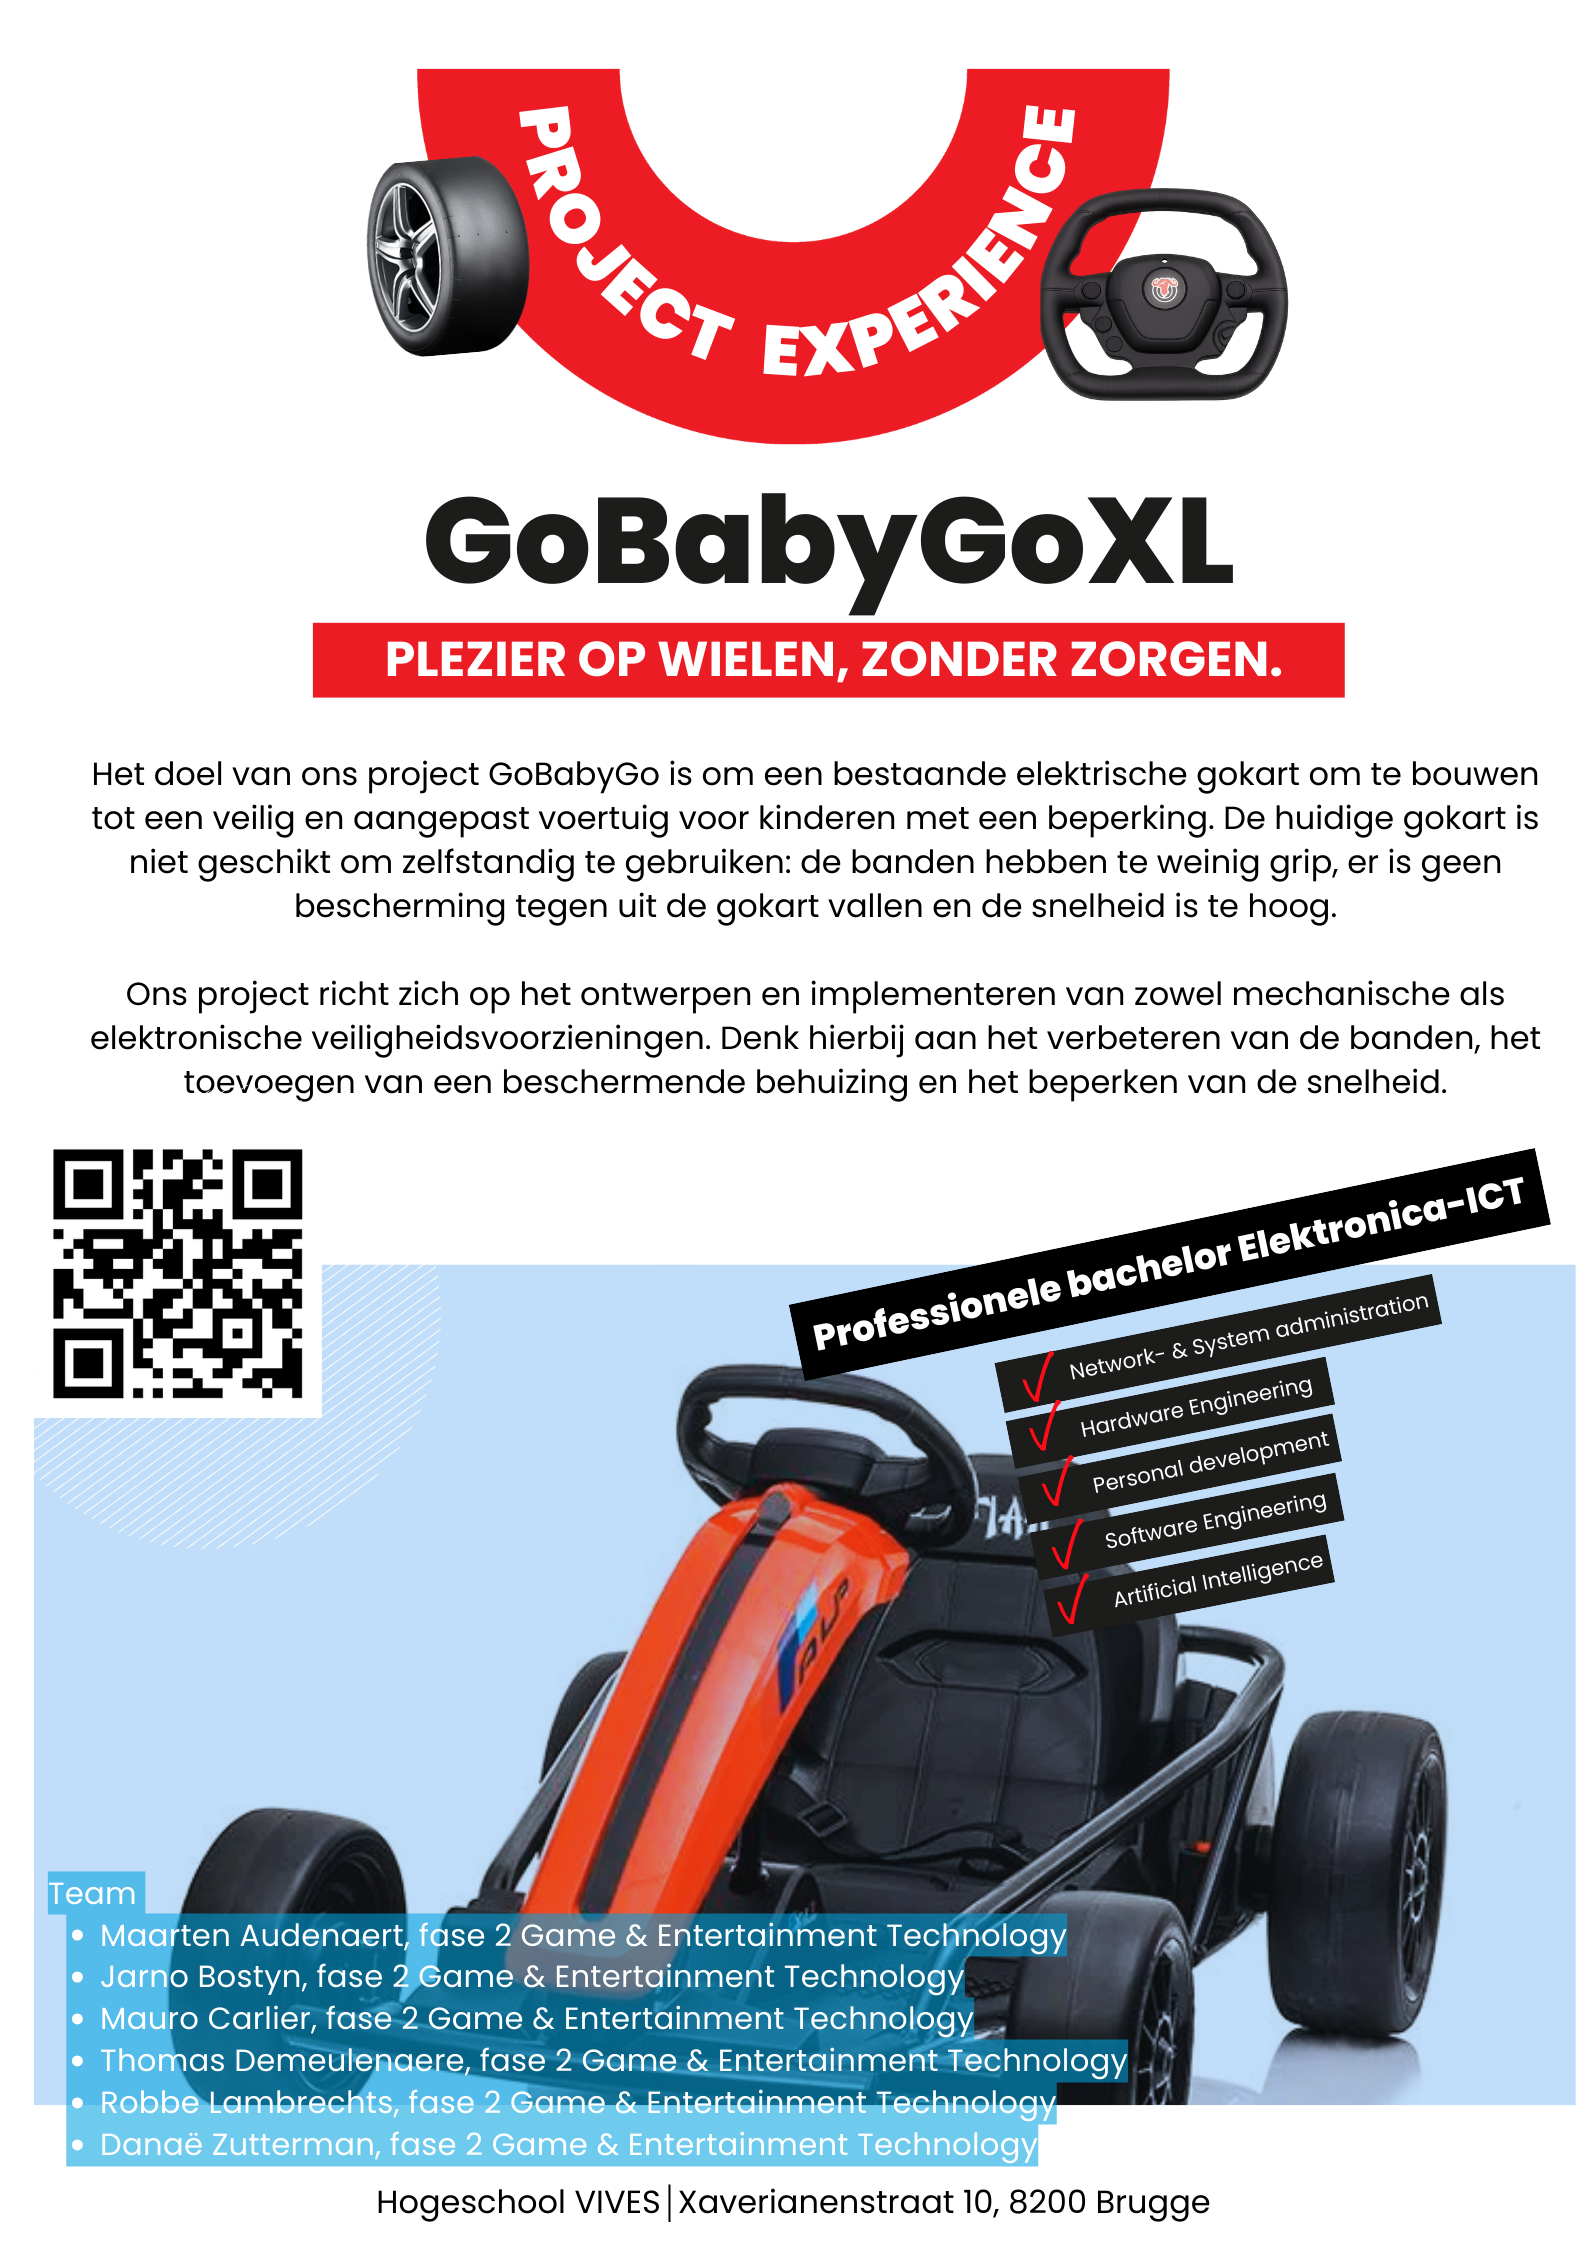 PROJECT EXPERIENCE
GoBabyGoXL
PLEZIER OP WIELEN, ZONDER ZORGEN.
Het doel van ons project GoBabyGo is om een bestaande elektrische gokart om te bouwen
tot een veilig en aangepast voertuig voor kinderen met een beperking. De huidige gokart is
niet geschikt om zelfstandig te gebruiken: de banden hebben te weinig grip, er is geen
bescherming tegen uit de gokart vallen en de snelheid is te hoog.
Ons project richt zich op het ontwerpen en implementeren van zowel mechanische als
elektronische veiligheidsvoorzieningen. Denk hierbij aan het verbeteren van de banden, het
toevoegen van een beschermende behuizing en het beperken van de snelheid.
Professionele bachelor Elektronica-ICT
Network- & System administration
Hardware Engineering
Personal development
Software Engineering
Artificial Intelligence
Team
• Maarten Audenaert, fase 2 Game & Entertainment Technology
• Jarno Bostyn, fase 2 Game & Entertainment Technology
• Mauro Carlier, fase 2 Game & Entertainment Technology
• Thomas Demeulenaere, fase 2 Game & Entertainment Technology
• Robbe Lambrechts, fase 2 Game & Entertainment Technology
• Danaë Zutterman, fase 2 Game & Entertainment Technology
Hogeschool VIVES|Xaverianenstraat 10, 8200 Brugge